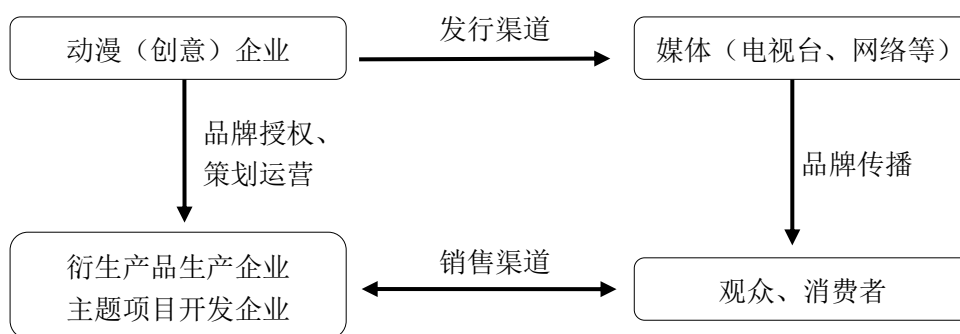 发行渠道
动漫（创意）企业
媒体（电视台、网络等）
品牌授权、
策划运营
品牌传播
衍生产品生产企业
主题项目开发企业
销售渠道
观众、消费者